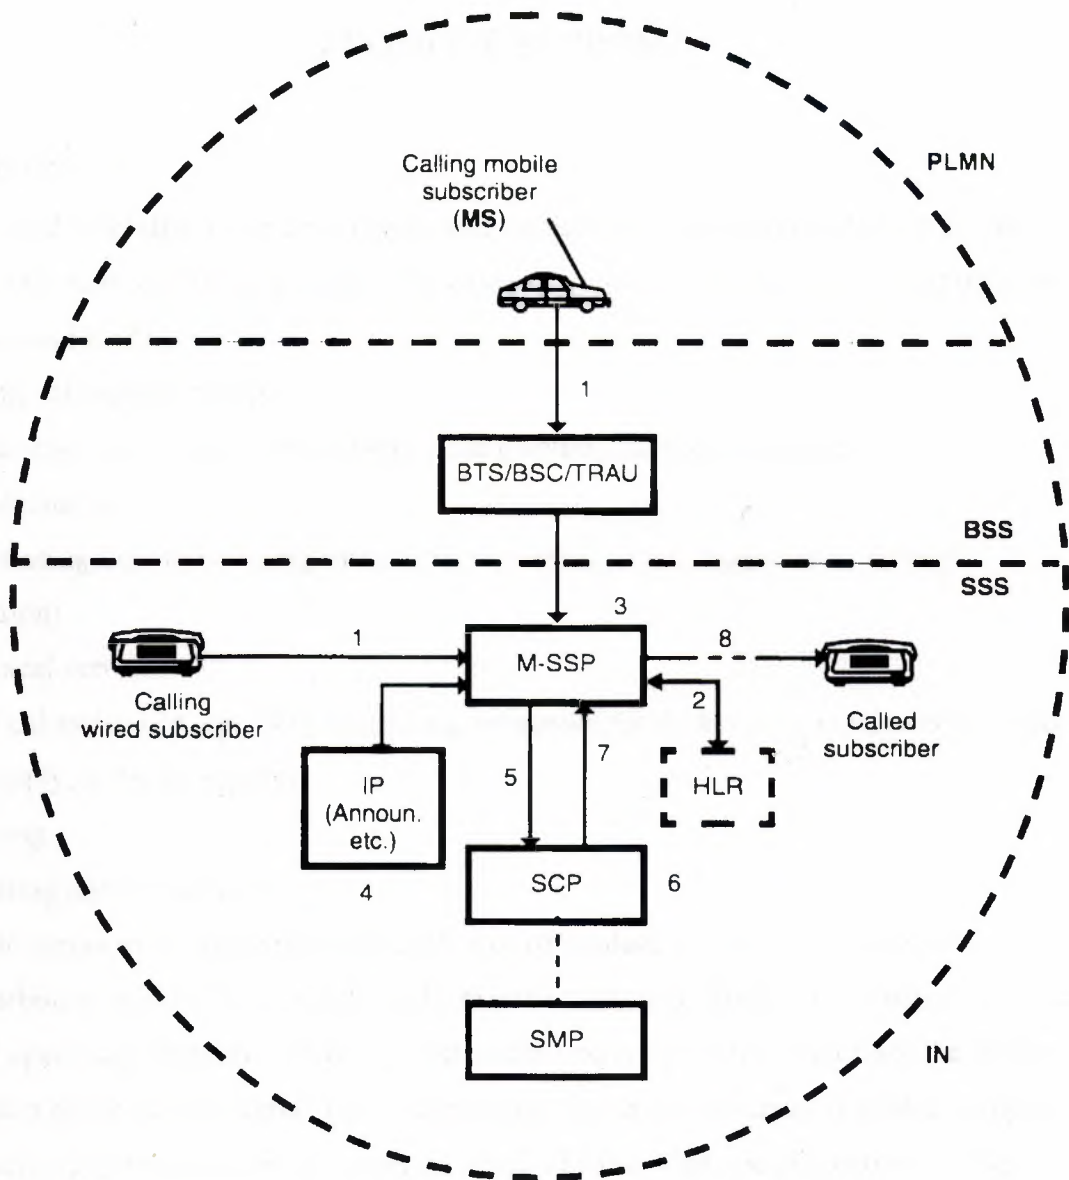 PLMN
Calling mobile
subscriber
(MS)
1
BTS/BSC/TRAU
BSS
SSS
3
1
M-SSP
8
2
Calling
wired subscriber
Called
subscriber
5
7
IP
(Announ.
etc.)
HLR
4
SCP
6
SMP
IN